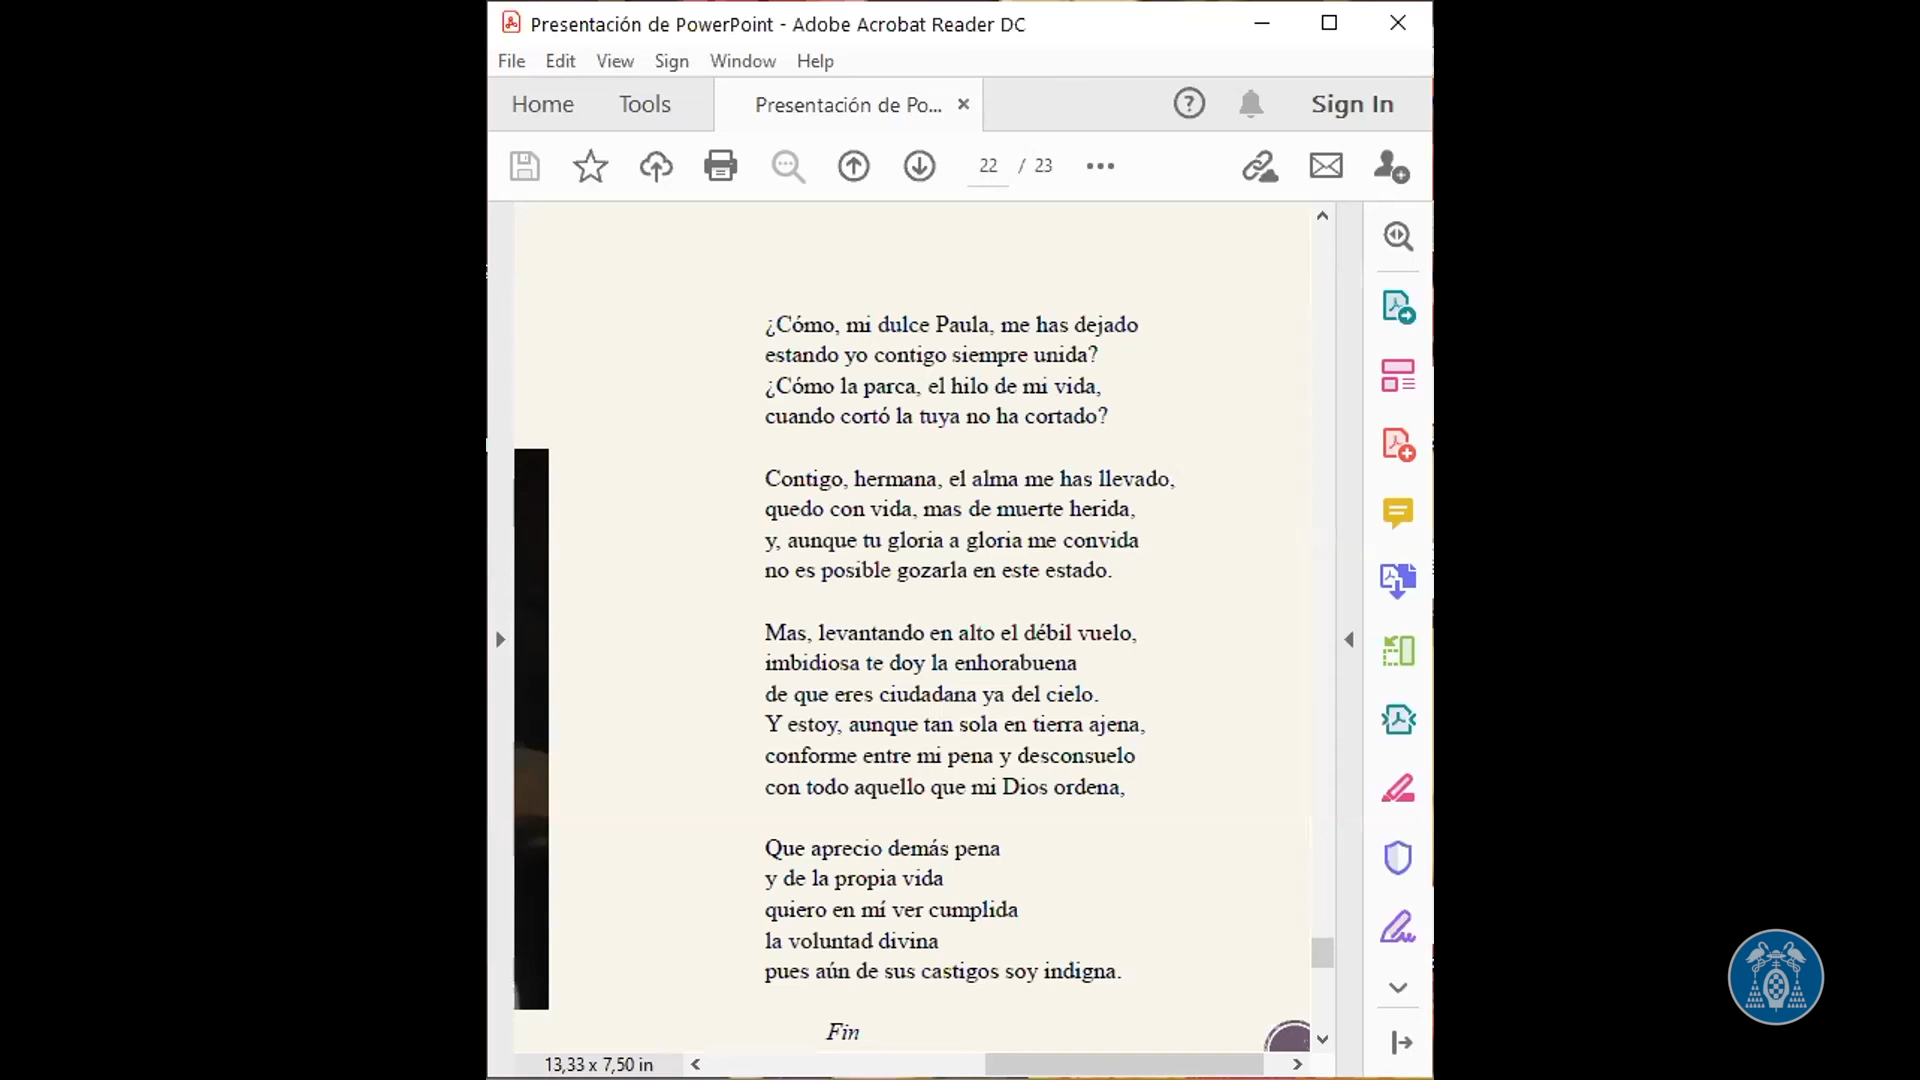 Presentación de PowerPoint - Adobe Acrobat Reader DC
File Edit View Sign Window Help
Home Tools Presentación de Po... Sign In
22 / 23
¿Cómo, mi dulce Paula, me has dejado
estando yo contigo siempre unida?
¿Cómo la parca, el hilo de mi vida,
cuando cortó la tuya no ha cortado?
Contigo, hermana, el alma me has llevado,
quedo con vida, mas de muerte herida,
y, aunque tu gloria a gloria me convida
no es posible gozarla en este estado.
Mas, levantando en alto el débil vuelo,
imbidiosa te doy la enhorabuena
de que eres ciudadana ya del cielo.
Y estoy, aunque tan sola en tierra ajena,
conforme entre mi pena y desconsuelo
con todo aquello que mi Dios ordena,
Que aprecio demás pena
y de la propia vida
quiero en mí ver cumplida
la voluntad divina
pues aún de sus castigos soy indigna.
Fin
13,33 x 7,50 in